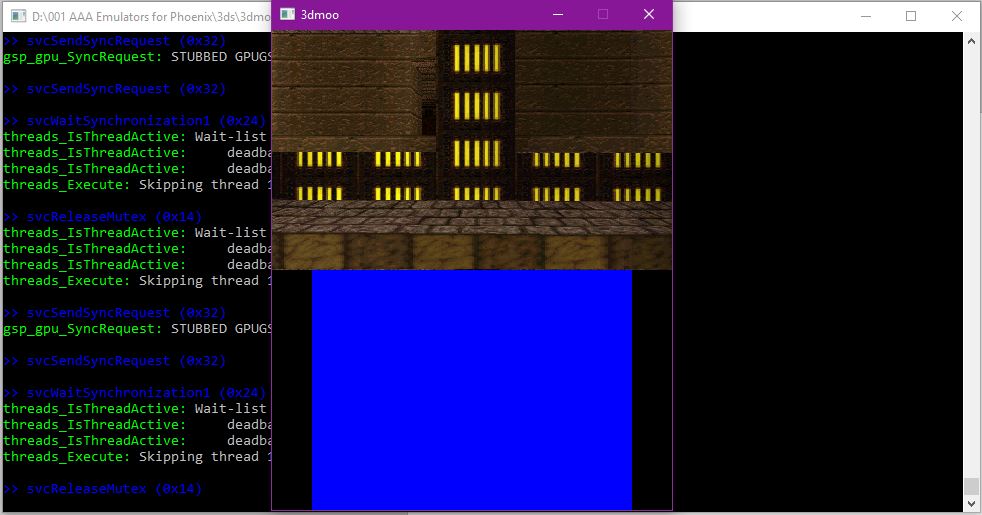 D:\001 AAA Emulators for Phoenix\3ds\3dmo
3dmoo
>> svcSendSyncRequest (0x32)
gsp_gpu_SyncRequest: STUBBED GPUGS
>> svcSendSyncRequest (0x32)
>> svcWaitSynchronization1 (0x24)
threads_IsThreadActive: Wait-list
threads_IsThreadActive: deadba
threads_IsThreadActive: deadba
threads_Execute: Skipping thread 1
>> svcReleaseMutex (0x14)
threads_IsThreadActive: Wait-list
threads_IsThreadActive: deadba
threads_IsThreadActive: deadba
threads_Execute: Skipping thread 1
>> svcSendSyncRequest (0x32)
gsp_gpu_SyncRequest: STUBBED GPUGS
>> svcSendSyncRequest (0x32)
>> svcWaitSynchronization1 (0x24)
threads_IsThreadActive: Wait-list
threads_IsThreadActive: deadba
threads_IsThreadActive: deadba
threads_Execute: Skipping thread 1
>> svcReleaseMutex (0x14)